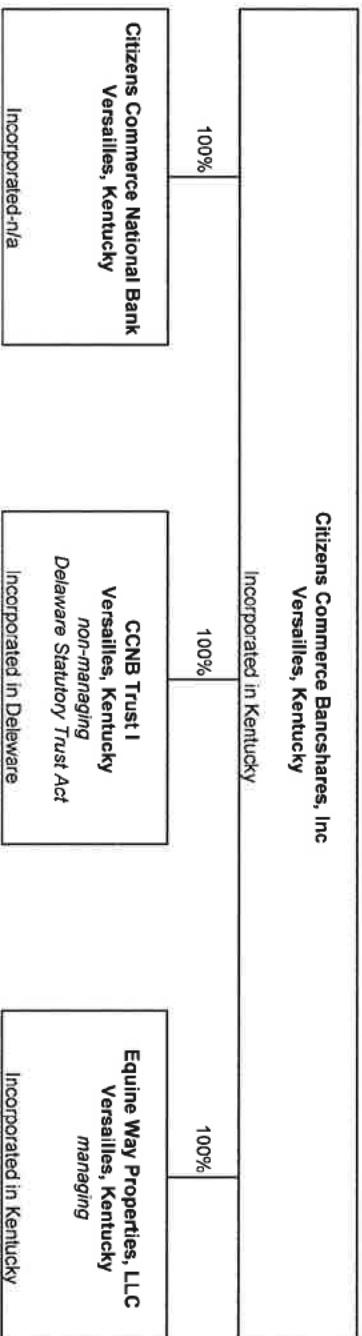 Citizens Commerce Bancshares, Inc
Versailles, Kentucky
Incorporated in Kentucky
100%
100%
100%
Citizens Commerce National Bank
Versailles, Kentucky
Incorporated-n/a
CCNB Trust I
Versailles, Kentucky
non-managing
Delaware Statutory Trust Act
Incorporated in Deleware
Equine Way Properties, LLC
Versailles, Kentucky
managing
Incorporated in Kentucky